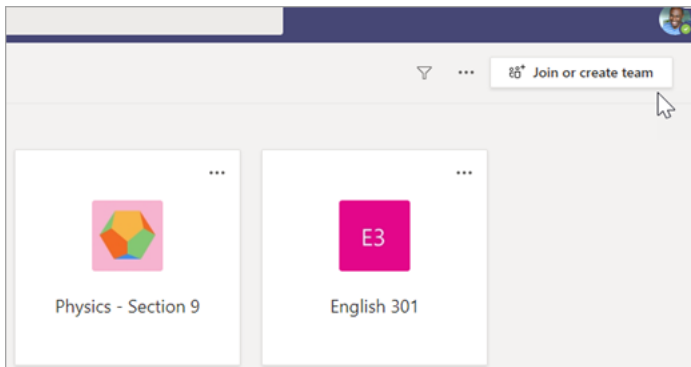 Join or create team
E3
Physics - Section 9
English 301